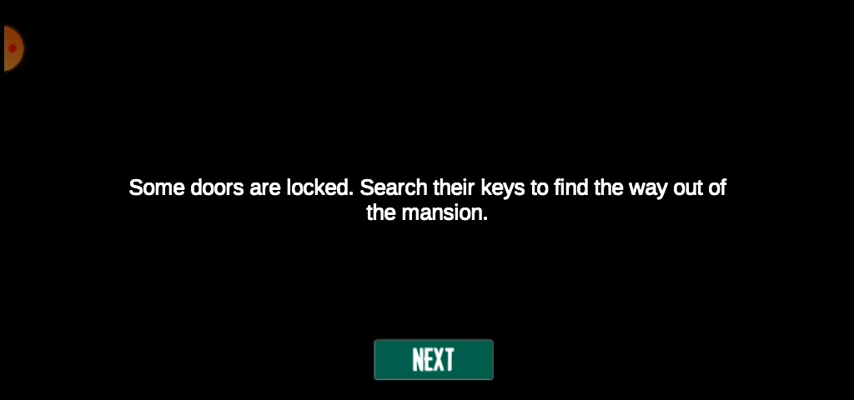 Some doors are locked. Search their keys to find the way out of
the mansion.
NEXT